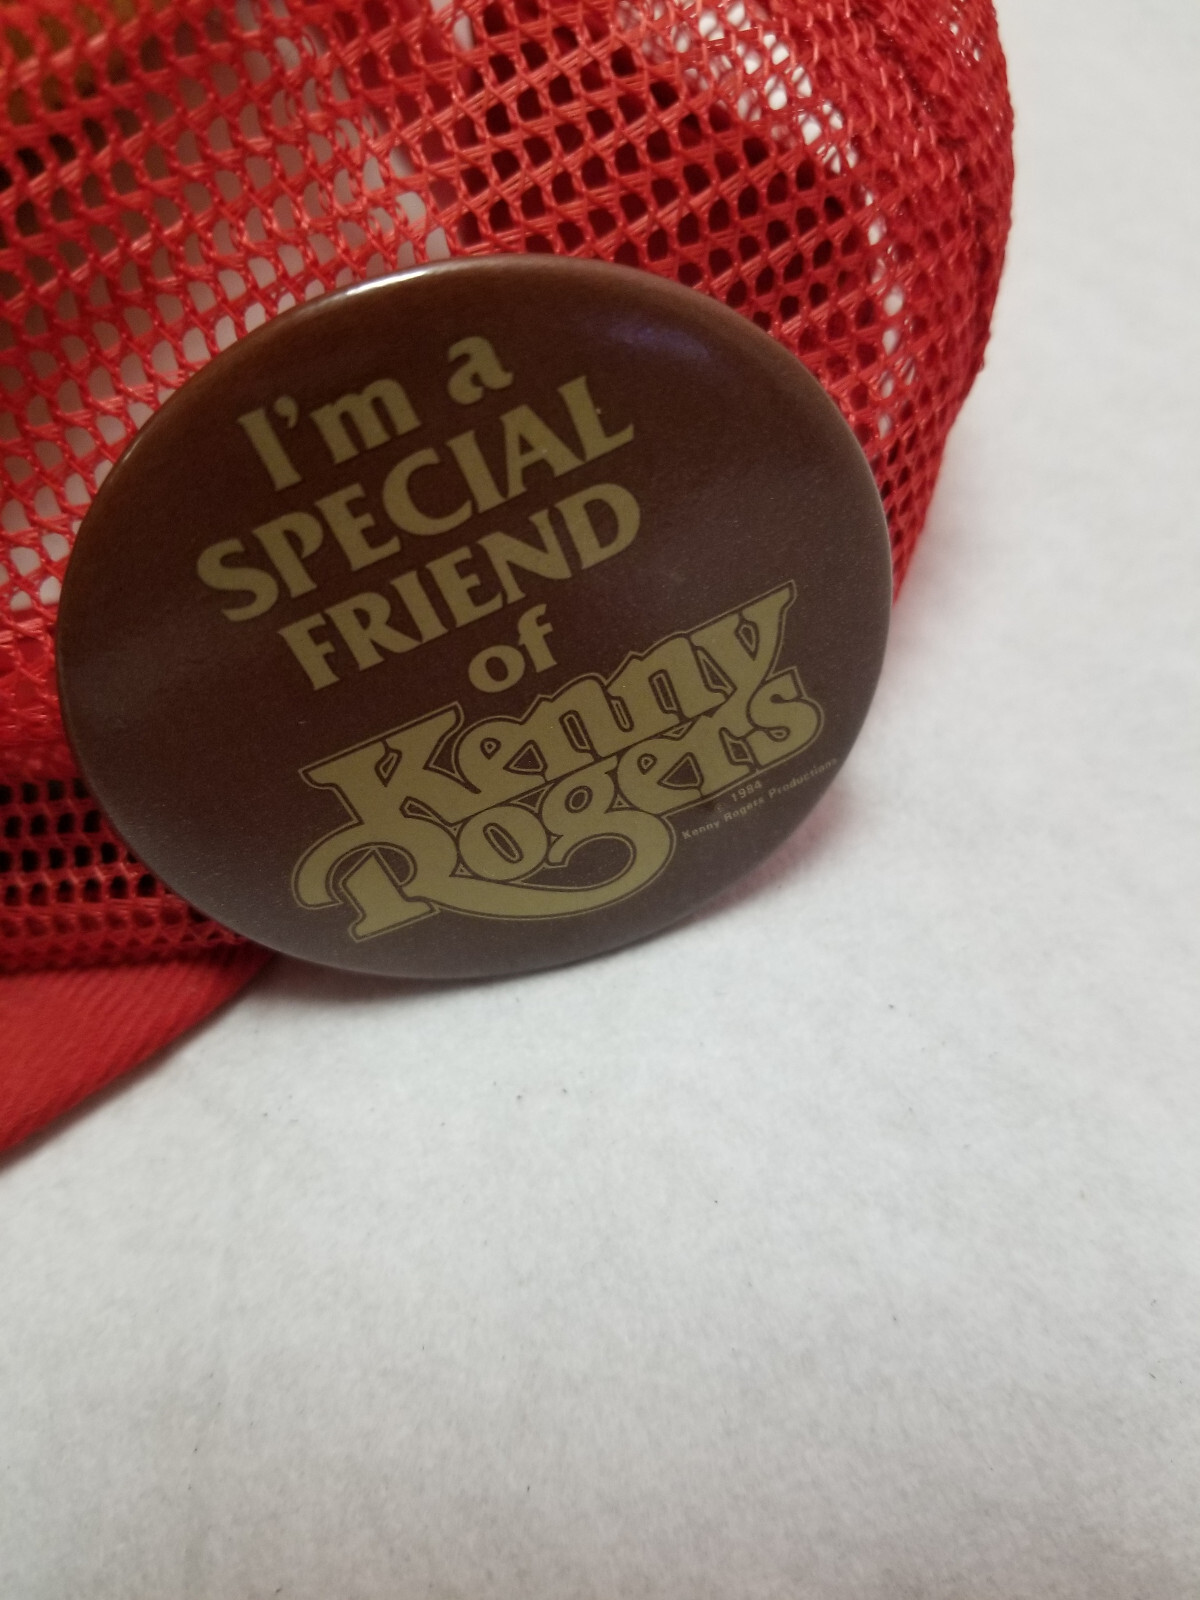 I'm a
SPECIAL
FRIEND
of
Kenny
Rogers
© 1984
Kenny Rogers Productions